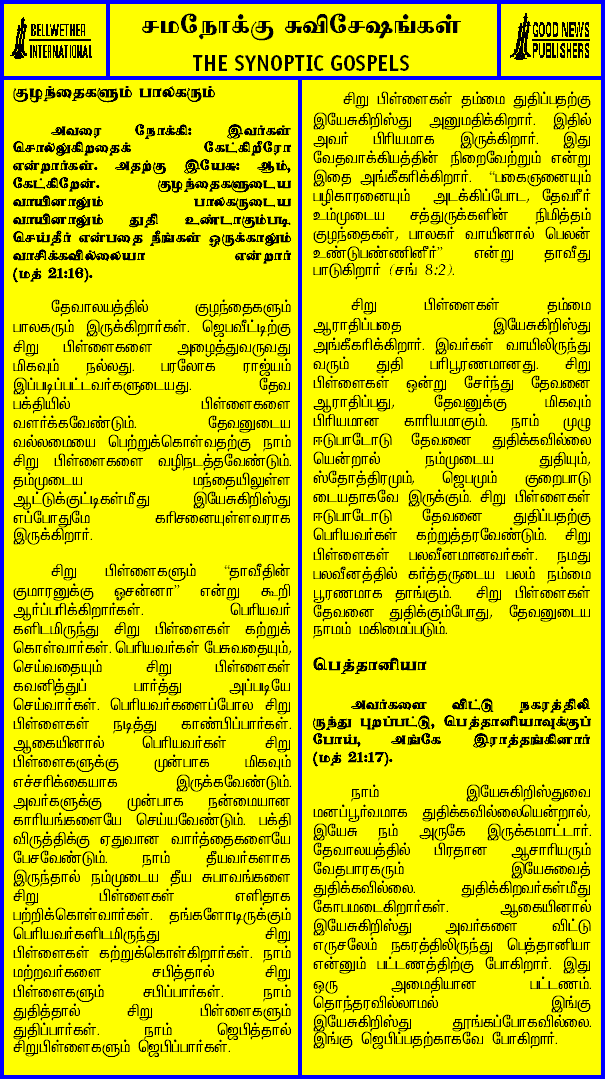 BELLWETHER
INTERNATIONAL
சமநோக்கு சுவிசேஷங்கள்
THE SYNOPTIC GOSPELS
GOOD NEWS
PUBLISHERS
குழந்தைகளும் பாலகரும்
அவரை நோக்கி: இவர்கள்
சொல்லுகிறதைக் கேட்கிறீரோ
என்றார்கள். அதற்கு இயேசு: ஆம்,
கேட்கிறேன். குழந்தைகளுடைய
வாயினாலும் பாலகருடைய
வாயினாலும் துதி உண்டாகும்படி
செய்தீர் என்பதை நீங்கள் ஒருக்காலும்
வாசிக்கவில்லையா என்றார்
(மத் 21:16).
தேவாலயத்தில் குழந்தைகளும்
பாலகரும் இருக்கிறார்கள். ஜெபவீட்டிற்கு
சிறு பிள்ளைகளை அழைத்துவருவது
மிகவும் நல்லது. பரலோக ராஜ்யம்
இப்படிப்பட்டவர்களுடையது. தேவ
பக்தியில் பிள்ளைகளை
வளர்க்கவேண்டும். தேவனுடைய
வல்லமையை பெற்றுக்கொள்வதற்கு நாம்
சிறு பிள்ளைகளை வழிநடத்தவேண்டும்.
தம்முடைய மந்தையிலுள்ள
ஆட்டுக்குட்டிகள்மீது இயேசுகிறிஸ்து
எப்போதுமே கரிசனையுள்ளவராக
இருக்கிறார்.
சிறு பிள்ளைகளும் “தாவீதின்
குமாரனுக்கு ஓசன்னா” என்று கூறி
ஆர்ப்பரிக்கிறார்கள். பெரியவர்
களிடமிருந்து சிறு பிள்ளைகள் கற்றுக்
கொள்வார்கள். பெரியவர்கள் பேசுவதையும்,
செய்வதையும் சிறு பிள்ளைகள்
கவனித்துப் பார்த்து அப்படியே
செய்வார்கள். பெரியவர்களைப்போல சிறு
பிள்ளைகள் நடித்து காண்பிப்பார்கள்.
ஆகையினால் பெரியவர்கள் சிறு
பிள்ளைகளுக்கு முன்பாக மிகவும்
எச்சரிக்கையாக இருக்கவேண்டும்.
அவர்களுக்கு முன்பாக நன்மையான
காரியங்களையே செய்யவேண்டும். பக்தி
விருத்திக்கு ஏதுவான வார்த்தைகளையே
பேசவேண்டும். நாம் தீயவர்களாக
இருந்தால் நம்முடைய தீய சுபாவங்களை
சிறு பிள்ளைகள் எளிதாக
பற்றிக்கொள்வார்கள். தங்களோடிருக்கும்
பெரியவர்களிடமிருந்து சிறு
பிள்ளைகள் கற்றுக்கொள்கிறார்கள். நாம்
மற்றவர்களை சபித்தால் சிறு
பிள்ளைகளும் சபிப்பார்கள். நாம்
துதித்தால் சிறு பிள்ளைகளும்
துதிப்பார்கள். நாம் ஜெபித்தால்
சிறுபிள்ளைகளும் ஜெபிப்பார்கள்.
சிறு பிள்ளைகள் தம்மை துதிப்பதற்கு
இயேசுகிறிஸ்து அனுமதிக்கிறார். இதில்
அவர் பிரியமாக இருக்கிறார். இது
வேதவாக்கியத்தின் நிறைவேற்றும் என்று
இதை அங்கீகரிக்கிறார். “பகைஞனையும்
பழிகாரனையும் அடக்கிப்போட, தேவரீர்
உம்முடைய சத்துருக்களின் நிமித்தம்
குழந்தைகள், பாலகர் வாயினால் பெலன்
உண்டுபண்ணினீர்” என்று தாவீது
பாடுகிறார் (சங் 8:2).
சிறு பிள்ளைகள் தம்மை
ஆராதிப்பதை இயேசுகிறிஸ்து
அங்கீகரிக்கிறார். இவர்கள் வாயிலிருந்து
வரும் துதி பரிபூரணமானது. சிறு
பிள்ளைகள் ஒன்று சேர்ந்து தேவனை
ஆராதிப்பது, தேவனுக்கு மிகவும்
பிரியமான காரியமாகும். நாம் முழு
ஈடுபாடோடு தேவனை துதிக்கவில்லை
யென்றால் நம்முடைய துதியும்,
ஸ்தோத்திரமும், ஜெபமும் குறைபாடு
டையதாகவே இருக்கும். சிறு பிள்ளைகள்
ஈடுபாடோடு தேவனை துதிப்பதற்கு
பெரியவர்கள் கற்றுத்தரவேண்டும். சிறு
பிள்ளைகள் பலவீனமானவர்கள். நமது
பலவீனத்தில் கர்த்தருடைய பலம் நம்மை
பூரணமாக தாங்கும். சிறு பிள்ளைகள்
தேவனை துதிக்கும்போது, தேவனுடைய
நாமம் மகிமைப்படும்.
பெத்தானியா
அவர்களை விட்டு நகரத்திலி
ருந்து புறப்பட்டு, பெத்தானியாவுக்குப்
போய், அங்கே இராத்தங்கினார்
(மத் 21:17).
நாம் இயேசுகிறிஸ்துவை
மனப்பூர்வமாக துதிக்கவில்லையென்றால்,
இயேசு நம் அருகே இருக்கமாட்டார்.
தேவாலயத்தில் பிரதான ஆசாரியரும்
வேதபாரகரும் இயேசுவைத்
துதிக்கவில்லை. துதிக்கிறவர்கள்மீது
கோபமடைகிறார்கள். ஆகையினால்
இயேசுகிறிஸ்து அவர்களை விட்டு
எருசலேம் நகரத்திலிருந்து பெத்தானியா
என்னும் பட்டணத்திற்கு போகிறார். இது
ஒரு அமைதியான பட்டணம்.
தொந்தரவில்லாமல் இங்கு
இயேசுகிறிஸ்து தூங்கப்போகவில்லை.
இங்கு ஜெபிப்பதற்காகவே போகிறார்.